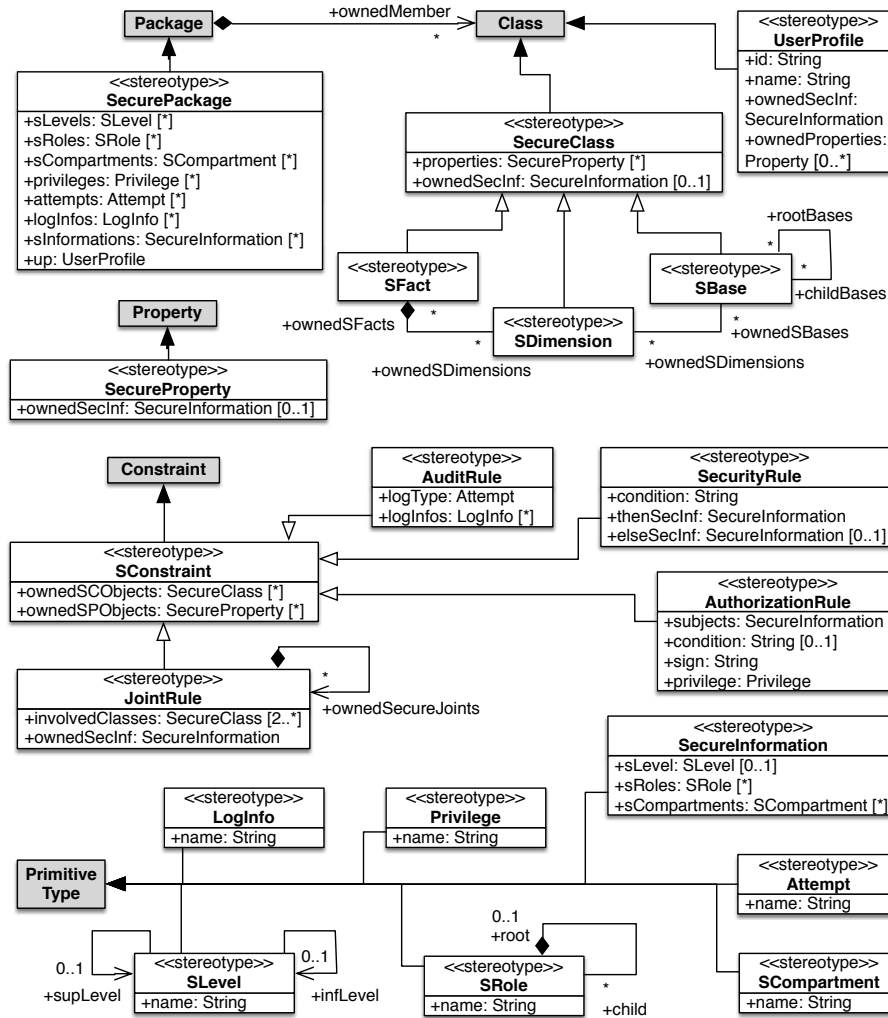 Package
+ownedMember
*
Class
<<stereotype>>
UserProfile
+id: String
+name: String
+ownedSecInf:
SecureInformation
+ownedProperties:
Property [0..*]
<<stereotype>>
SecurePackage
+sLevels: SLevel [*]
+sRoles: SRole [*]
+sCompartments: SCompartment [*]
+privileges: Privilege [*]
+attempts: Attempt [*]
+logInfos: LogInfo [*]
+sInformations: SecureInformation [*]
+up: UserProfile
<<stereotype>>
SecureClass
+properties: SecureProperty [*]
+ownedSecInf: SecureInformation [0..1]
<<stereotype>>
SFact
<<stereotype>>
SBase
+rootBases
*
*
+childBases
+ownedSFacts
*
*
+ownedSDimensions
<<stereotype>>
SDimension
*
+ownedSBases
*
+ownedSDimensions
Property
<<stereotype>>
SecureProperty
+ownedSecInf: SecureInformation [0..1]
Constraint
<<stereotype>>
AuditRule
+logType: Attempt
+logInfos: LogInfo [*]
<<stereotype>>
SecurityRule
+condition: String
+thenSecInf: SecureInformation
+elseSecInf: SecureInformation [0..1]
<<stereotype>>
SConstraint
+ownedSCObjects: SecureClass [*]
+ownedSPObjects: SecureProperty [*]
<<stereotype>>
AuthorizationRule
+subjects: SecureInformation
+condition: String [0..1]
+sign: String
+privilege: Privilege
<<stereotype>>
JointRule
+involvedClasses: SecureClass [2..*]
+ownedSecInf: SecureInformation
*
+ownedSecureJoints
<<stereotype>>
SecureInformation
+sLevel: SLevel [0..1]
+sRoles: SRole [*]
+sCompartments: SCompartment [*]
<<stereotype>>
LogInfo
+name: String
<<stereotype>>
Privilege
+name: String
Primitive
Type
<<stereotype>>
Attempt
+name: String
0..1
+supLevel
<<stereotype>>
SLevel
+name: String
0..1
+infLevel
0..1
+root
<<stereotype>>
SRole
+name: String
*
+child
<<stereotype>>
SCompartment
+name: String